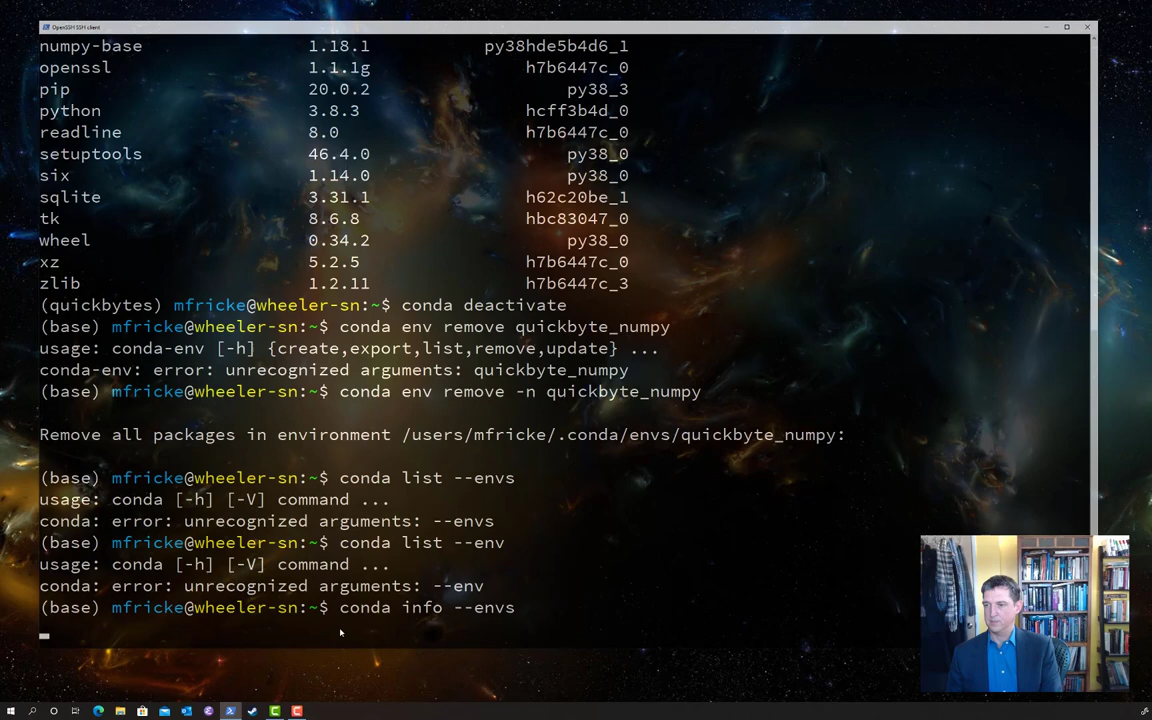 OpenSSH SSH client
numpy-base 1.18.1 py38hde5b4d6_1
openssl 1.1.1g h7b6447c_0
pip 20.0.2 py38_3
python 3.8.3 hcff3b4d_0
readline 8.0 h7b6447c_0
setuptools 46.4.0 py38_0
six 1.14.0 py38_0
sqlite 3.31.1 h62c20be_1
tk 8.6.8 hbc83047_0
wheel 0.34.2 py38_0
xz 5.2.5 h7b6447c_0
zlib 1.2.11 h7b6447c_3
(quickbytes) mfricke@wheeler-sn:~$ conda deactivate
(base) mfricke@wheeler-sn:~$ conda env remove quickbyte_numpy
usage: conda-env [-h] {create,export,list,remove,update} ...
conda-env: error: unrecognized arguments: quickbyte_numpy
(base) mfricke@wheeler-sn:~$ conda env remove -n quickbyte_numpy
Remove all packages in environment /users/mfricke/.conda/envs/quickbyte_numpy:
(base) mfricke@wheeler-sn:~$ conda list --envs
usage: conda [-h] [-V] command ...
conda: error: unrecognized arguments: --envs
(base) mfricke@wheeler-sn:~$ conda list --env
usage: conda [-h] [-V] command ...
conda: error: unrecognized arguments: --env
(base) mfricke@wheeler-sn:~$ conda info --envs